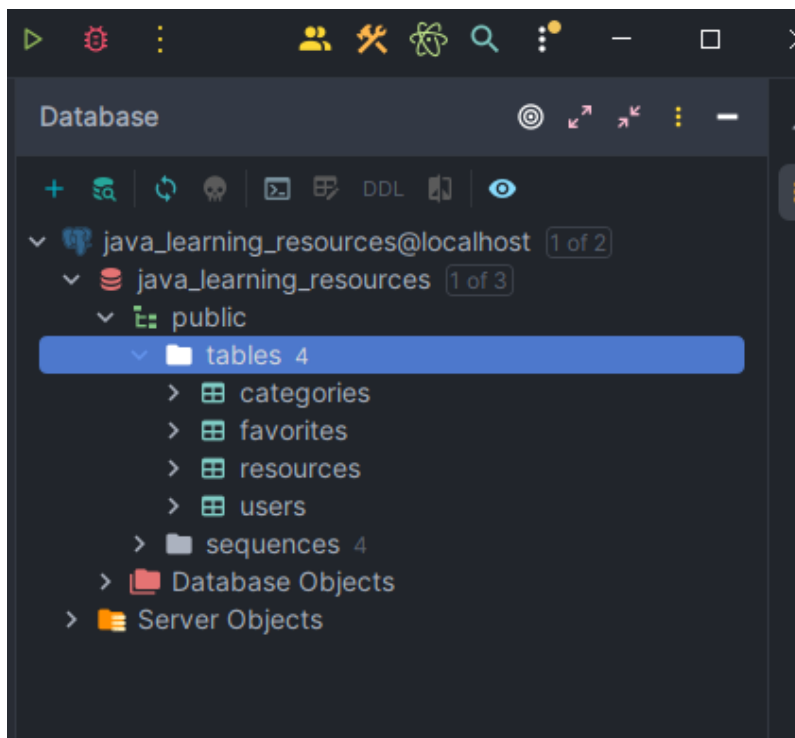 Database
DDL
java_learning_resources@localhost 1 of 2
java_learning_resources 1 of 3
public
tables 4
categories
favorites
resources
users
sequences 4
Database Objects
Server Objects